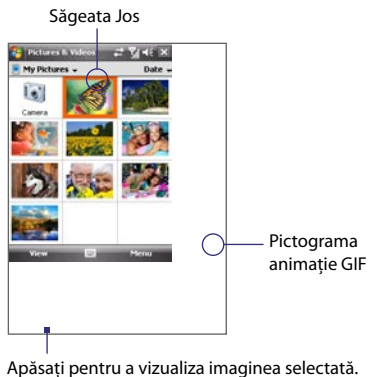 Săgeata Jos
Pictures & Videos
My Pictures
Date
Camera
View
Menu
Pictograma
animație GIF
Apăsați pentru a vizualiza imaginea selectată.